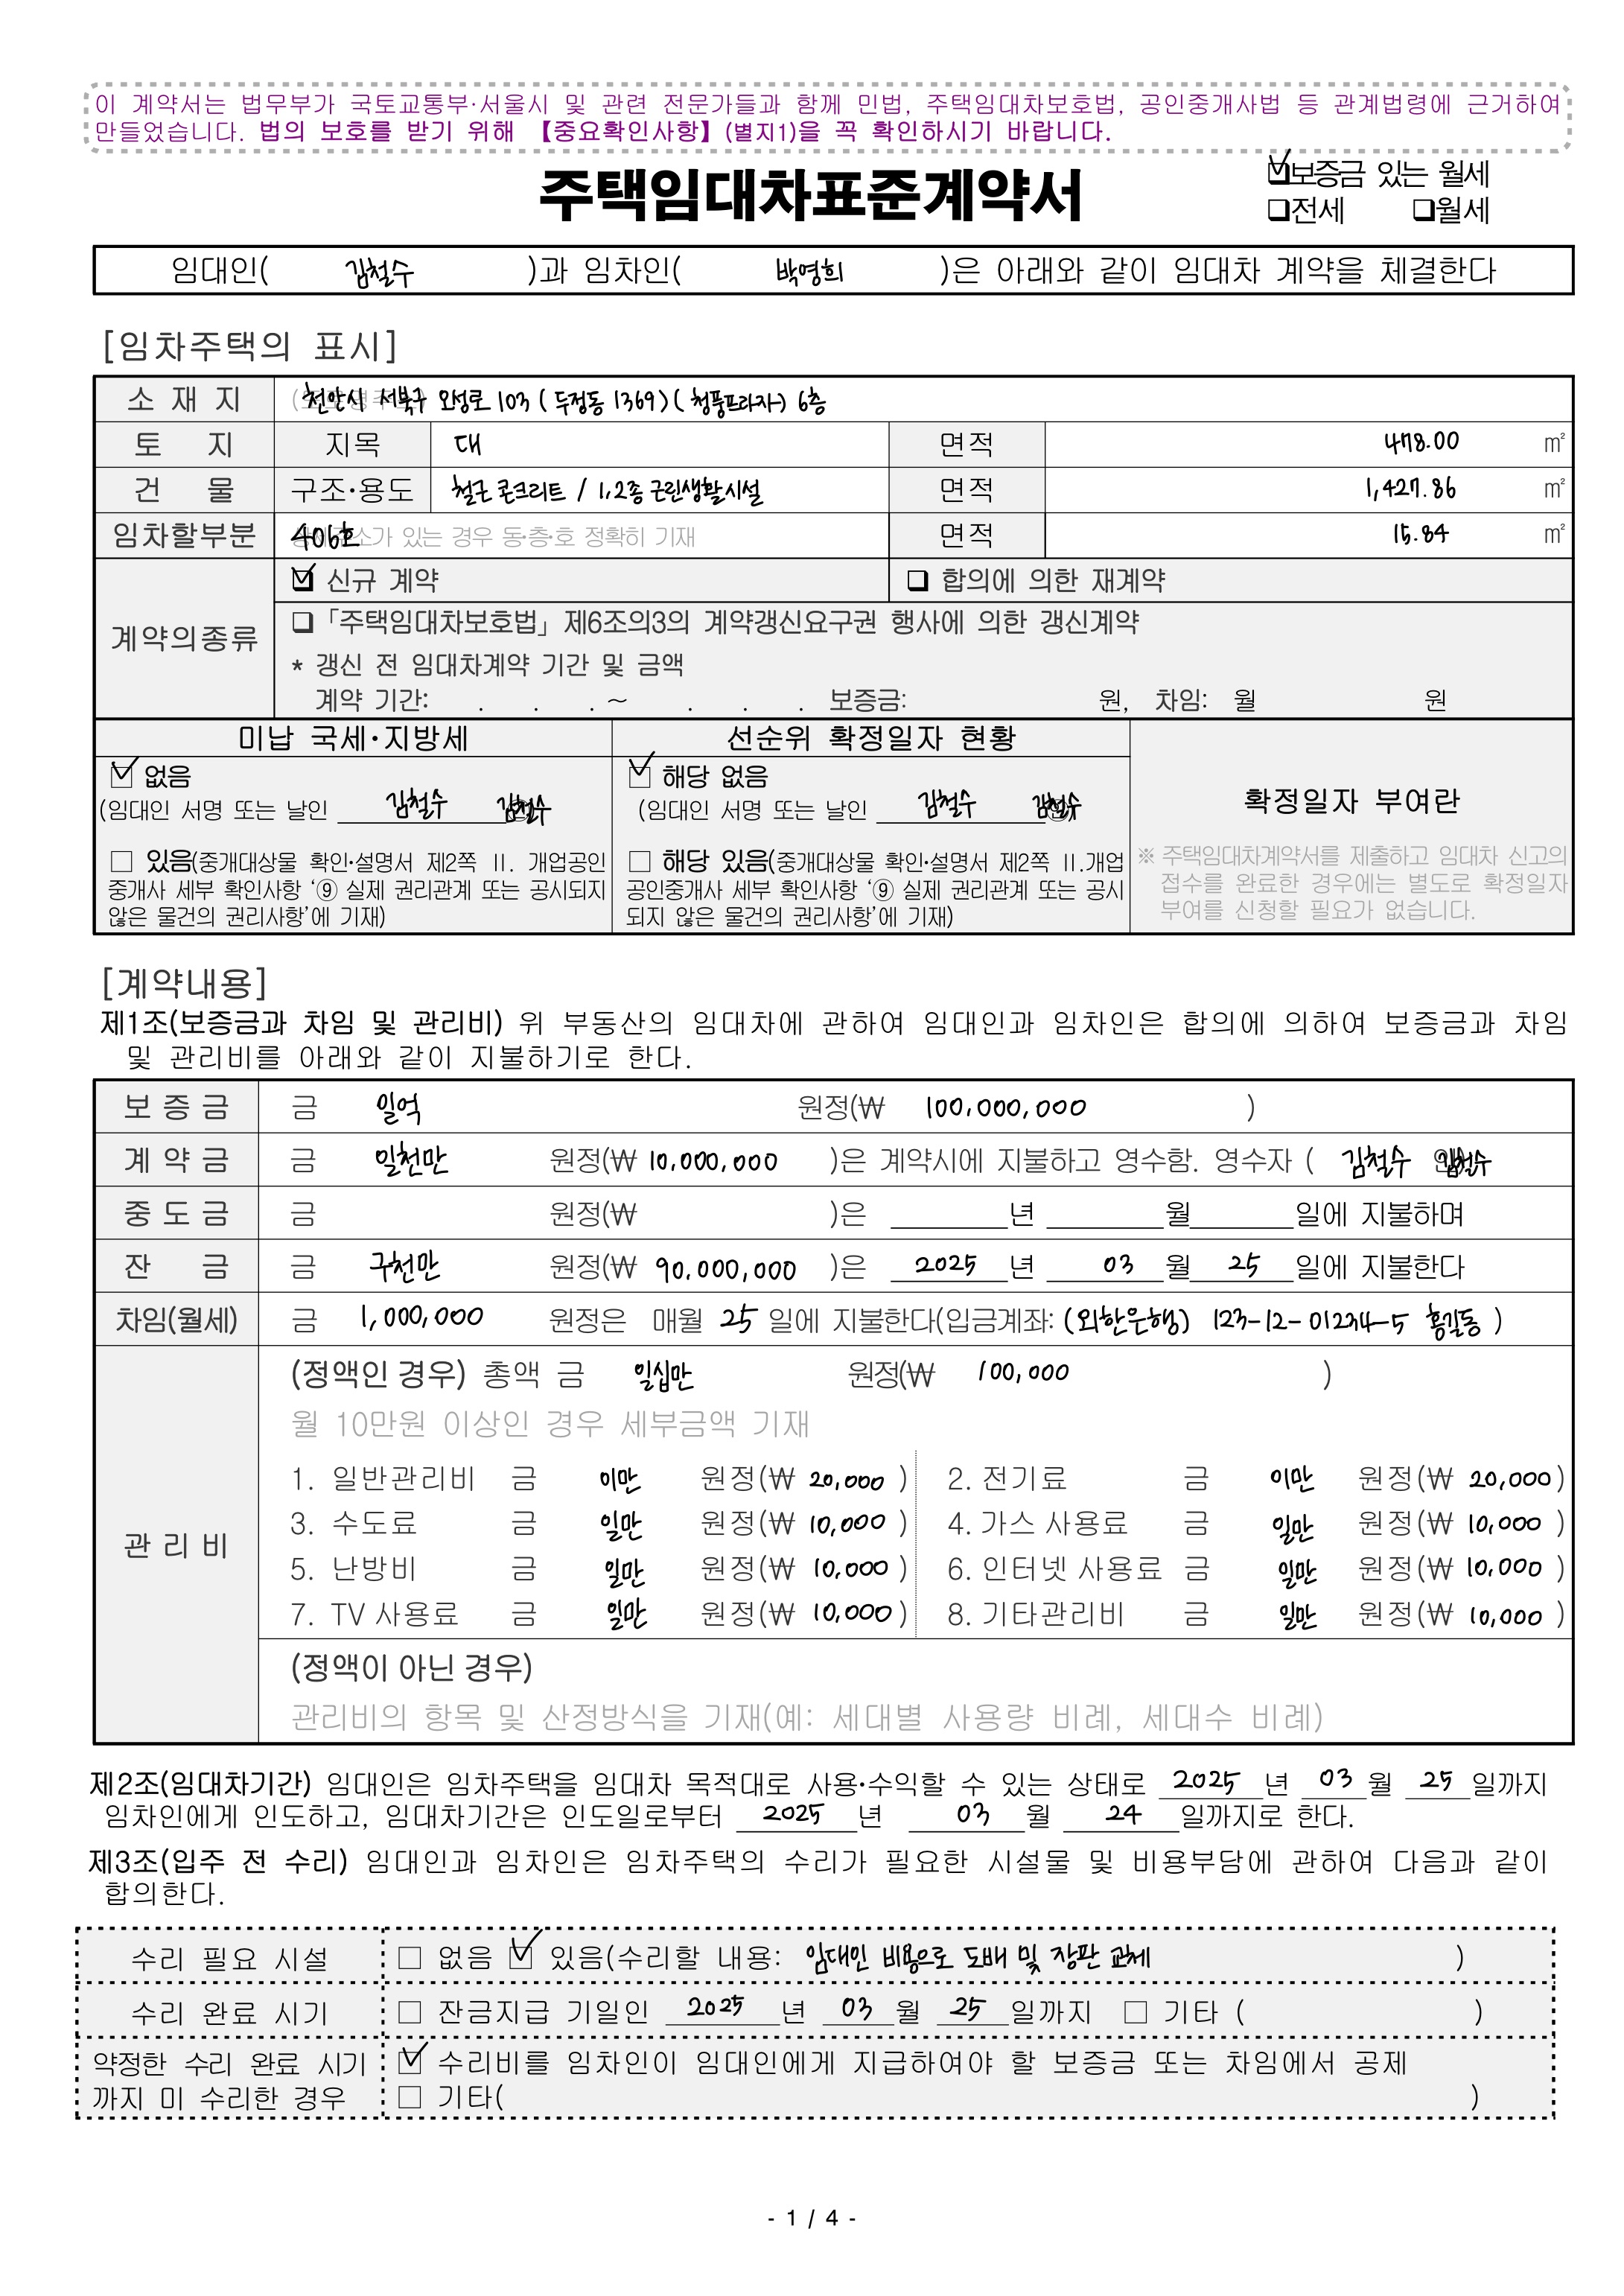 이 계약서는 법무부가 국토교통부·서울시 및 관련 전문가들과 함께 민법, 주택임대차보호법, 공인중개사법 등 관계법령에 근거하여
만들었습니다. 법의 보호를 받기 위해 【중요확인사항】(별지1)을 꼭 확인하시기 바랍니다.
주택임대차표준계약서
☑보증금 있는 월세
❏전세 ❏월세
임대인( 김철수 )과 임차인( 박영희 )은 아래와 같이 임대차 계약을 체결한다
[임차주택의 표시]
소 재 지 천안시 서북구 오성로 103 ( 두정동 1369) ( 청풍프라자) 6층
토 지 지목 대 면적 478.00 ㎡
건 물 구조·용도 철근 콘크리트 / 1,2종 근린생활시설 면적 1,427.86 ㎡
임차할부분 406호 소가 있는 경우 동·층·호 정확히 기재 면적 15.84 ㎡
계약의종류 ☑ 신규 계약 ❏ 합의에 의한 재계약
❏「주택임대차보호법」 제6조의3의 계약갱신요구권 행사에 의한 갱신계약
* 갱신 전 임대차계약 기간 및 금액
계약 기간: . . . ~ . . . 보증금: 원, 차임: 월 원
미납 국세·지방세 선순위 확정일자 현황 확정일자 부여란
☑ 없음 ☑ 해당 없음
(임대인 서명 또는 날인 김철수 김철수 (임대인 서명 또는 날인 김철수 김철수
□ 있음(중개대상물 확인·설명서 제2쪽 Ⅱ. 개업공인
중개사 세부 확인사항 ‘⑨ 실제 권리관계 또는 공시되지
않은 물건의 권리사항’에 기재)
□ 해당 있음(중개대상물 확인·설명서 제2쪽 Ⅱ.개업
공인중개사 세부 확인사항 ‘⑨ 실제 권리관계 또는 공시
되지 않은 물건의 권리사항’에 기재)
※ 주택임대차계약서를 제출하고 임대차 신고의
접수를 완료한 경우에는 별도로 확정일자
부여를 신청할 필요가 없습니다.
[계약내용]
제1조(보증금과 차임 및 관리비) 위 부동산의 임대차에 관하여 임대인과 임차인은 합의에 의하여 보증금과 차임
및 관리비를 아래와 같이 지불하기로 한다.
보 증 금 금 일억 원정(₩ 100,000,000 )
계 약 금 금 일천만 원정(₩ 10,000,000 )은 계약시에 지불하고 영수함. 영수자 ( 김철수 김철수
중 도 금 금 원정(₩ )은 년 월 일에 지불하며
잔 금 금 구천만 원정(₩ 90.000,000 )은 2025 년 03 월 25 일에 지불한다
차임(월세) 금 1,000,000 원정은 매월 25 일에 지불한다(입금계좌: (외한은행) 123-12-01234-5 홍길동 )
관 리 비 (정액인 경우) 총액 금 일십만 원정(₩ 100,000 )
월 10만원 이상인 경우 세부금액 기재
1. 일반관리비 금 이만 원정(₩ 20,000 ) 2. 전기료 금 이만 원정(₩ 20,000)
3. 수도료 금 일만 원정(₩ 10,000 ) 4. 가스 사용료 금 일만 원정(₩ 10,000 )
5. 난방비 금 일만 원정(₩ 10,000 ) 6. 인터넷 사용료 금 일만 원정(₩ 10,000 )
7. TV 사용료 금 일만 원정(₩ 10,000) 8. 기타관리비 금 일만 원정(₩ 10,000 )
(정액이 아닌 경우)
관리비의 항목 및 산정방식을 기재(예: 세대별 사용량 비례, 세대수 비례)
제2조(임대차기간) 임대인은 임차주택을 임대차 목적대로 사용·수익할 수 있는 상태로 2025 년 03 월 25 일까지
임차인에게 인도하고, 임대차기간은 인도일로부터 2025 년 03 월 24 일까지로 한다.
제3조(입주 전 수리) 임대인과 임차인은 임차주택의 수리가 필요한 시설물 및 비용부담에 관하여 다음과 같이
합의한다.
수리 필요 시설 □ 없음 ☑ 있음(수리할 내용: 임대인 비용으로 도배 및 장판 교체 )
수리 완료 시기 □ 잔금지급 기일인 2025 년 03 월 25 일까지 □ 기타 ( )
약정한 수리 완료 시기
까지 미 수리한 경우
☑ 수리비를 임차인이 임대인에게 지급하여야 할 보증금 또는 차임에서 공제
□ 기타( )
- 1 / 4 -